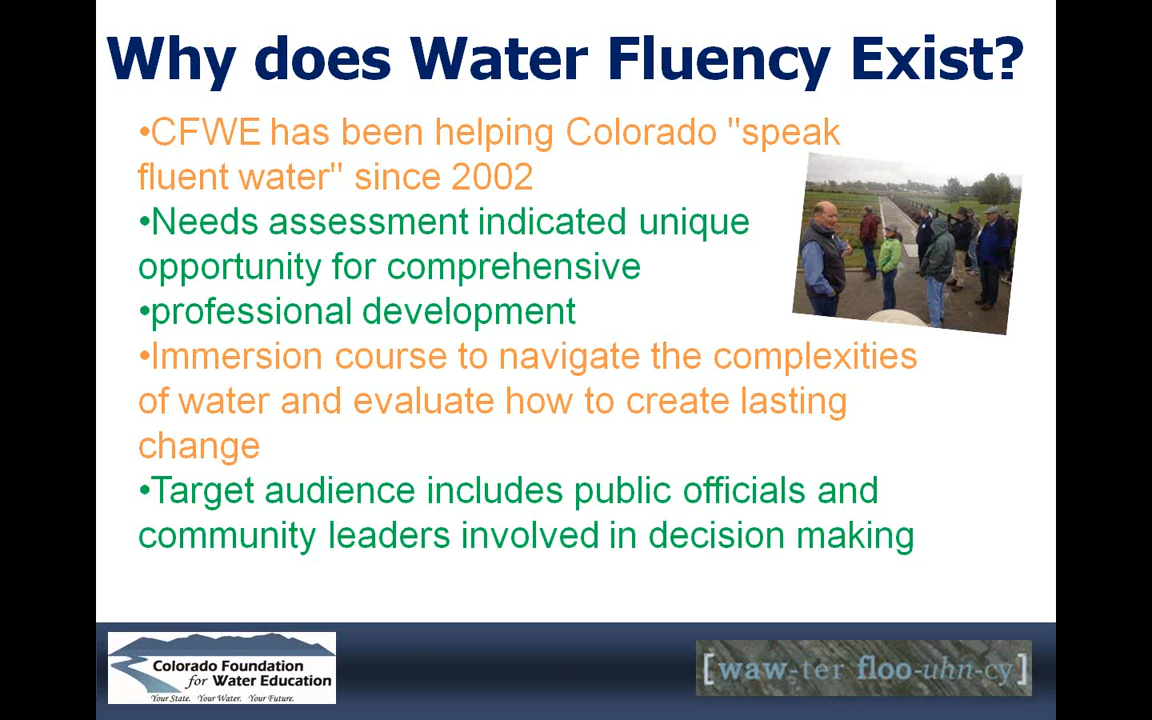 Why does Water Fluency Exist?
•CFWE has been helping Colorado "speak
fluent water" since 2002
•Needs assessment indicated unique
opportunity for comprehensive
•professional development
•Immersion course to navigate the complexities
of water and evaluate how to create lasting
change
•Target audience includes public officials and
community leaders involved in decision making
Colorado Foundation
for Water Education
Your State. Your Water. Your Future.
[waw-ter floo-uhn-cy]